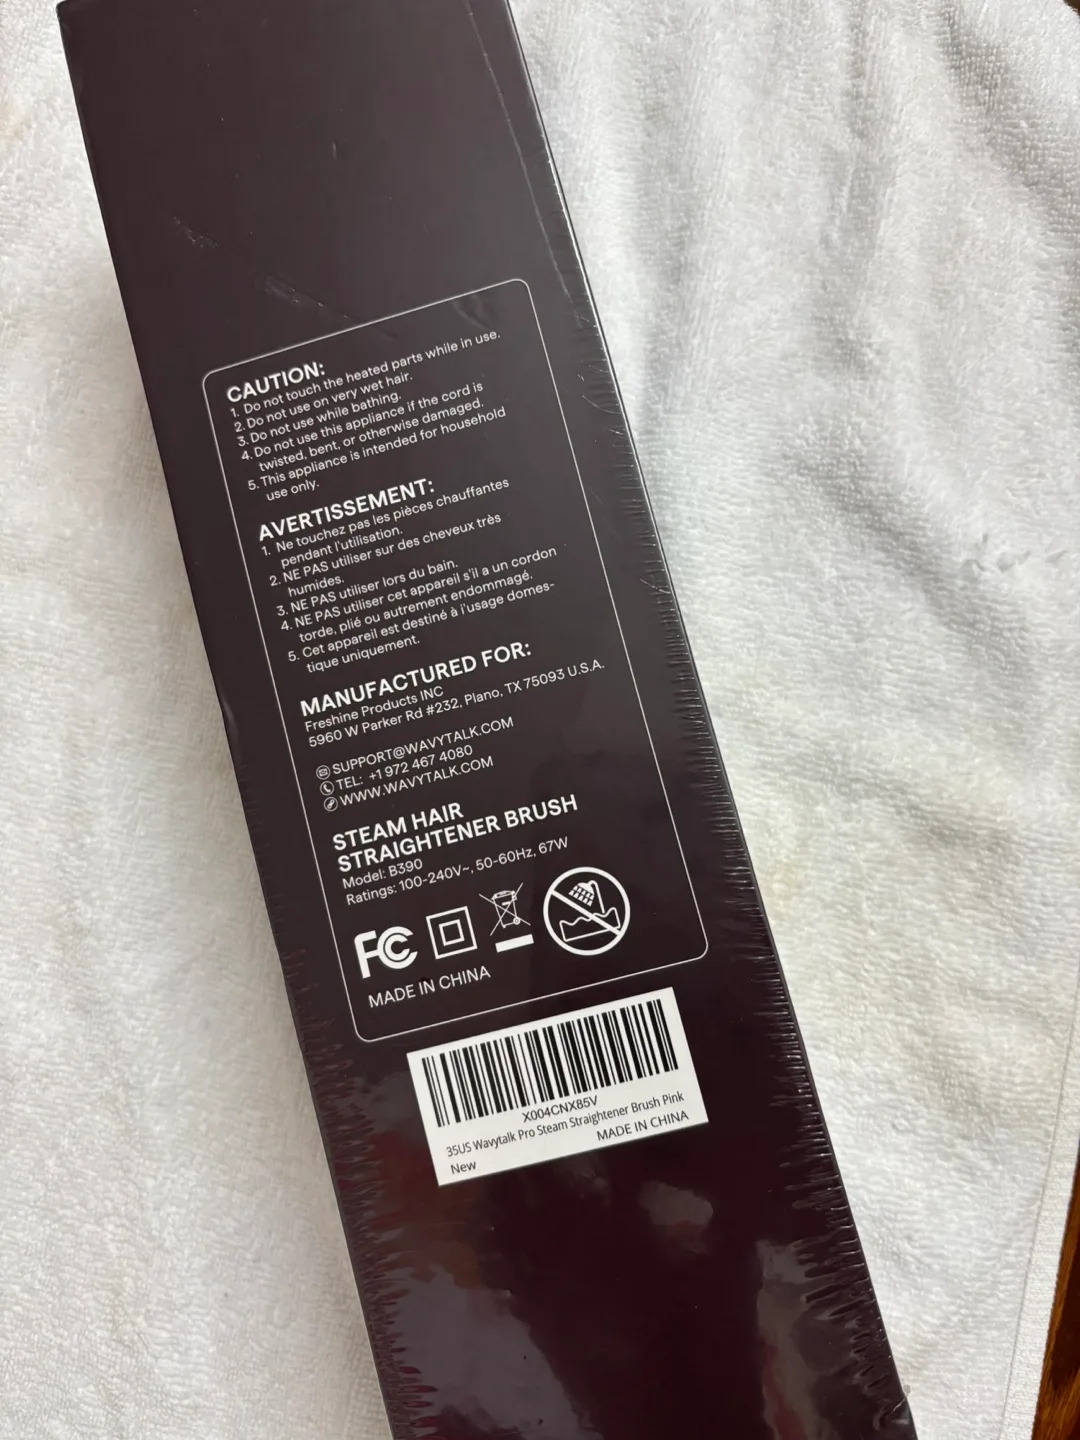 CAUTION:
1. Do not touch the heated parts while in use.
2. Do not use on very wet hair.
3. Do not use while bathing.
4. Do not use this appliance if the cord is
twisted, bent, or otherwise damaged.
5. This appliance is intended for household
use only.
AVERTISSEMENT:
1. Ne touchez pas les pièces chauffantes
pendant l'utilisation.
2. NE PAS utiliser sur des cheveux très
humides.
3. NE PAS utiliser lors du bain.
4. NE PAS utiliser cet appareil s'il a un cordon
torde, plié ou autrement endommagé.
5. Cet appareil est destiné à l'usage domes-
tique uniquement.
MANUFACTURED FOR:
Freshine Products INC
5960 W Parker Rd #232, Plano, TX 75093 U.S.A.
SUPPORT@WAVYTALK.COM
TEL: +1 972 467 4080
WWW.WAVYTALK.COM
STEAM HAIR
STRAIGHTENER BRUSH
Model: B390
Ratings: 100-240V~, 50-60Hz, 67W
FC
MADE IN CHINA
X004CNX85V
35US Wavytalk Pro Steam Straightener Brush Pink
New MADE IN CHINA